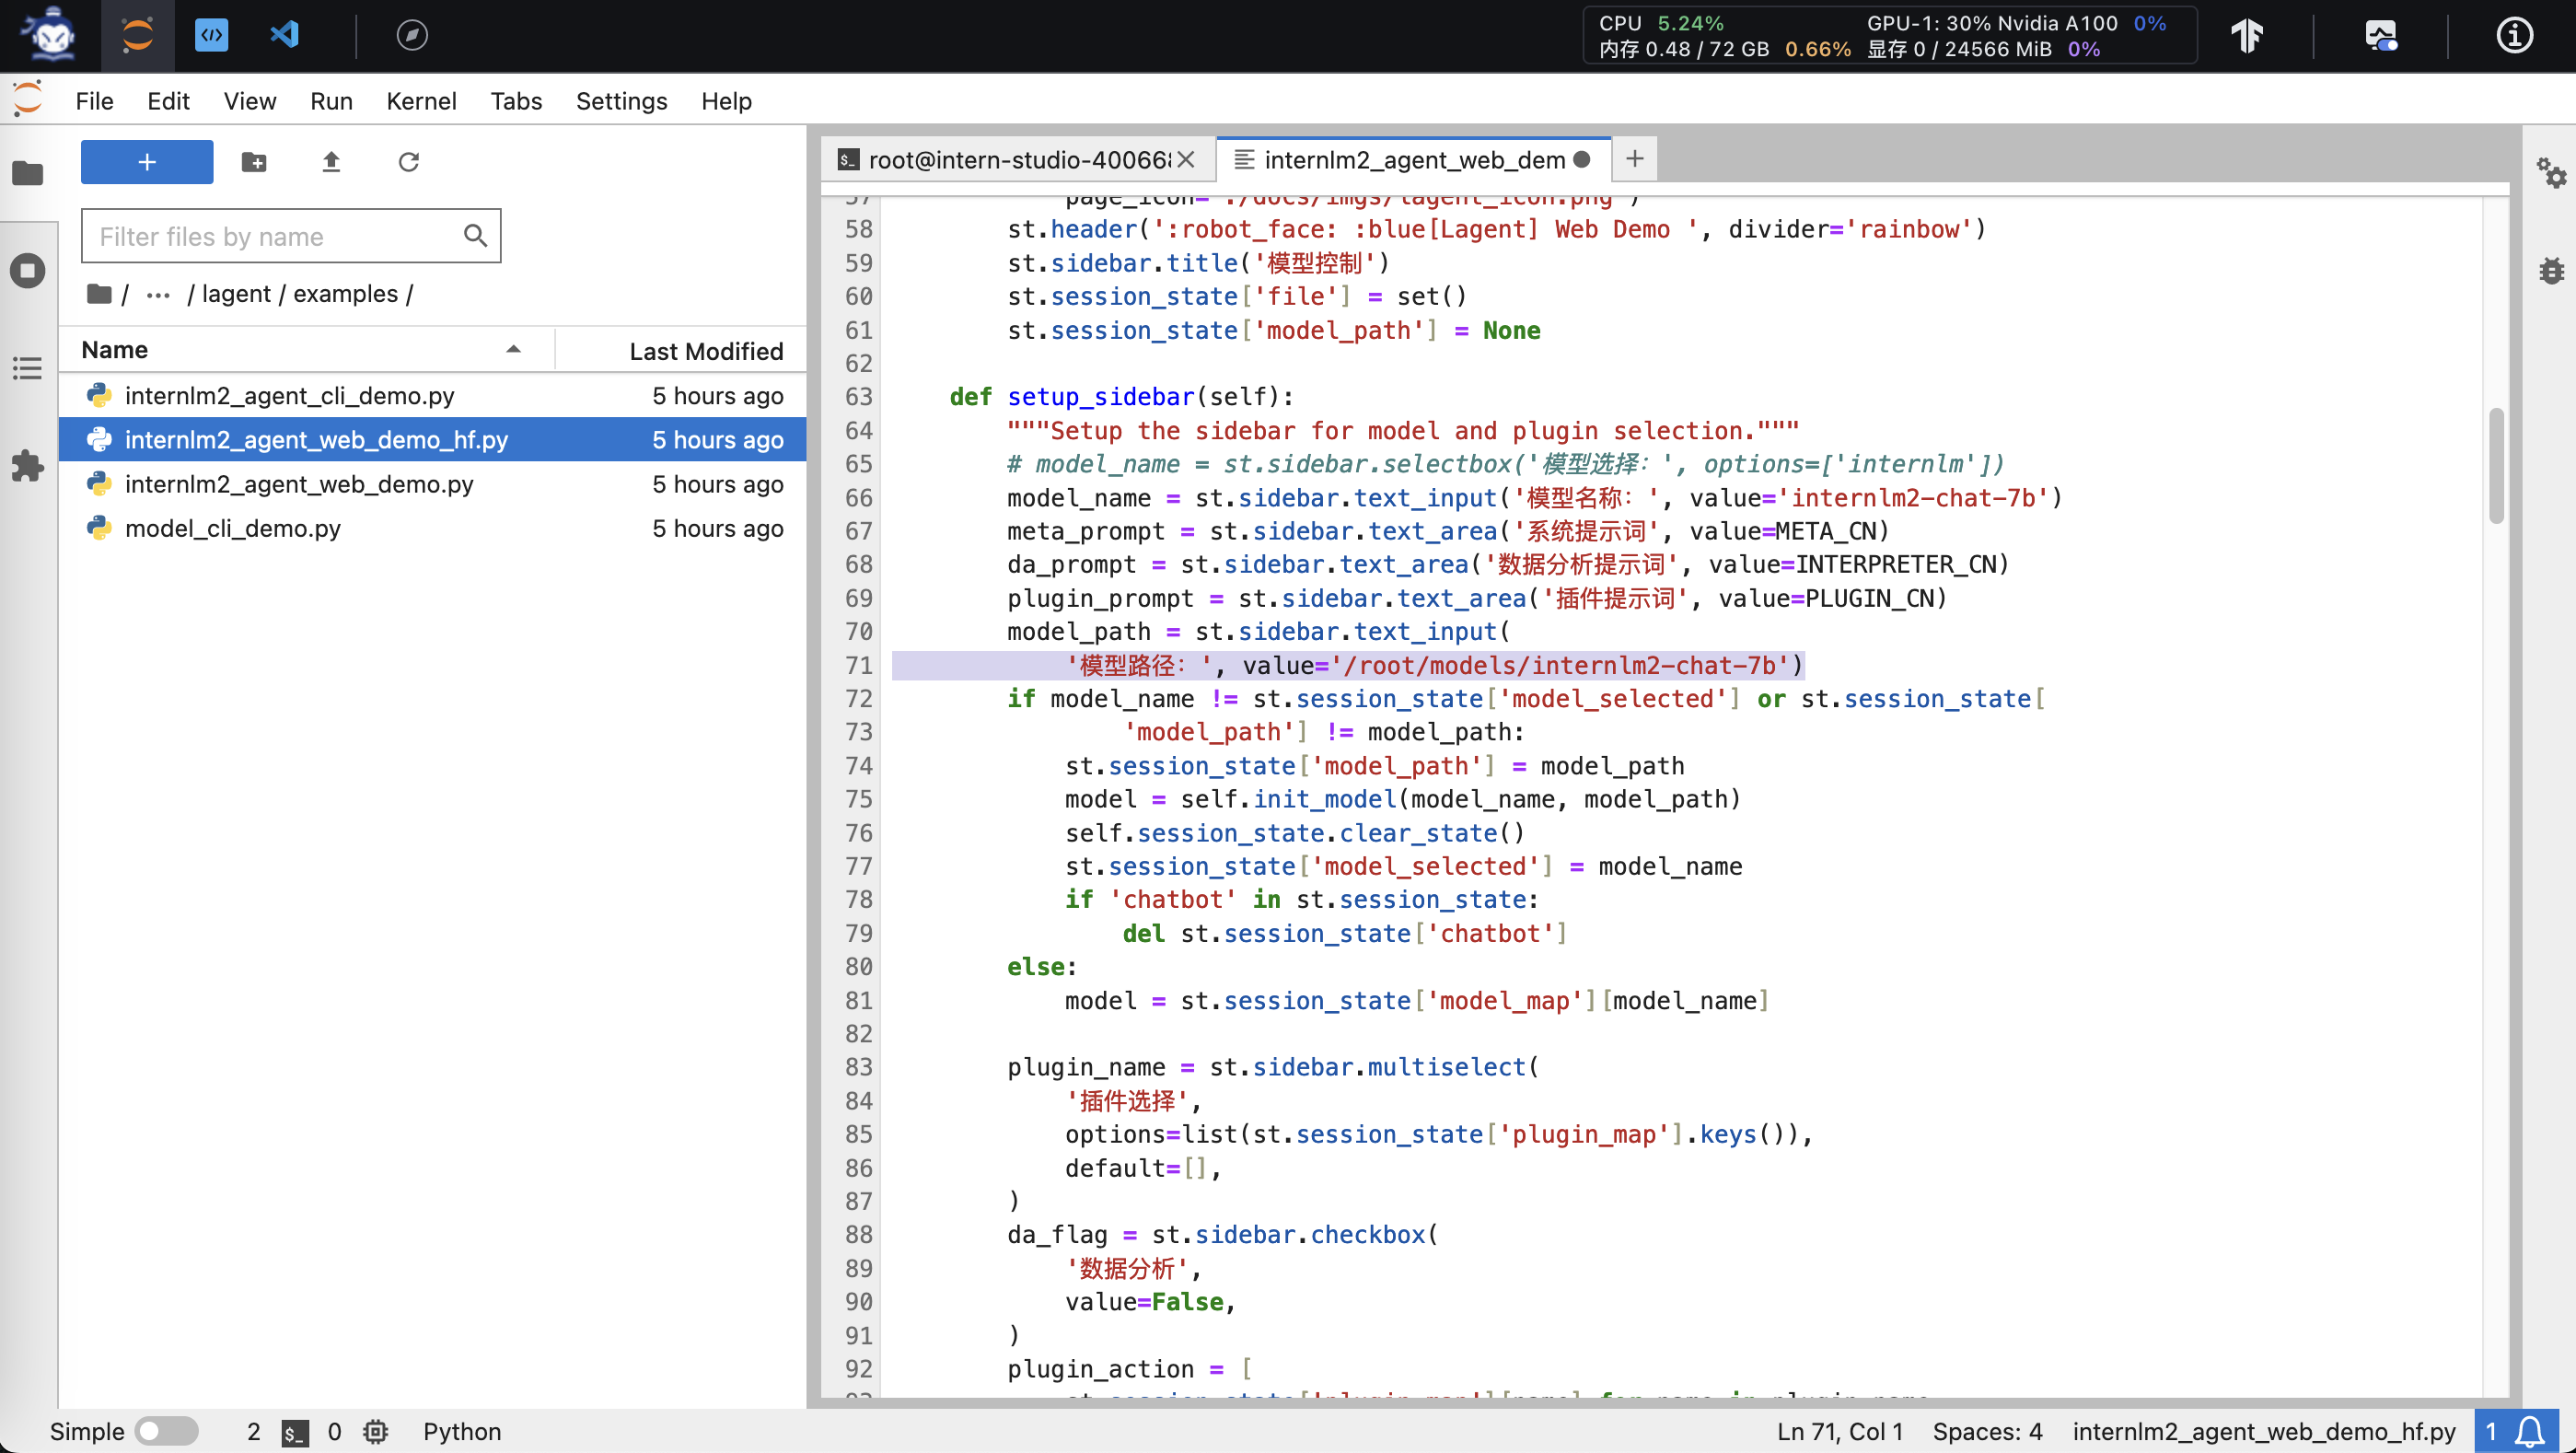 CPU 5.24% GPU-1: 30% Nvidia A100 0%
内存 0.48 / 72 GB 0.66% 显存 0 / 24566 MiB 0%
File Edit View Run Kernel Tabs Settings Help
+
Filter files by name
/ ... / lagent / examples /
Name Last Modified
internlm2_agent_cli_demo.py 5 hours ago
internlm2_agent_web_demo_hf.py 5 hours ago
internlm2_agent_web_demo.py 5 hours ago
model_cli_demo.py 5 hours ago
root@intern-studio-40066 internlm2_agent_web_dem +
57 page_icon='./docs/imgs/lagent_icon.png')
58 st.header(':robot_face: :blue[Lagent] Web Demo ', divider='rainbow')
59 st.sidebar.title('模型控制')
60 st.session_state['file'] = set()
61 st.session_state['model_path'] = None
62
63 def setup_sidebar(self):
64 """Setup the sidebar for model and plugin selection."""
65 # model_name = st.sidebar.selectbox('模型选择：', options=['internlm'])
66 model_name = st.sidebar.text_input('模型名称：', value='internlm2-chat-7b')
67 meta_prompt = st.sidebar.text_area('系统提示词', value=META_CN)
68 da_prompt = st.sidebar.text_area('数据分析提示词', value=INTERPRETER_CN)
69 plugin_prompt = st.sidebar.text_area('插件提示词', value=PLUGIN_CN)
70 model_path = st.sidebar.text_input(
71 '模型路径：', value='/root/models/internlm2-chat-7b')
72 if model_name != st.session_state['model_selected'] or st.session_state[
73 'model_path'] != model_path:
74 st.session_state['model_path'] = model_path
75 model = self.init_model(model_name, model_path)
76 self.session_state.clear_state()
77 st.session_state['model_selected'] = model_name
78 if 'chatbot' in st.session_state:
79 del st.session_state['chatbot']
80 else:
81 model = st.session_state['model_map'][model_name]
82
83 plugin_name = st.sidebar.multiselect(
84 '插件选择',
85 options=list(st.session_state['plugin_map'].keys()),
86 default=[],
87 )
88 da_flag = st.sidebar.checkbox(
89 '数据分析',
90 value=False,
91 )
92 plugin_action = [
Simple 2 $_ 0 Python Ln 71, Col 1 Spaces: 4 internlm2_agent_web_demo_hf.py 1